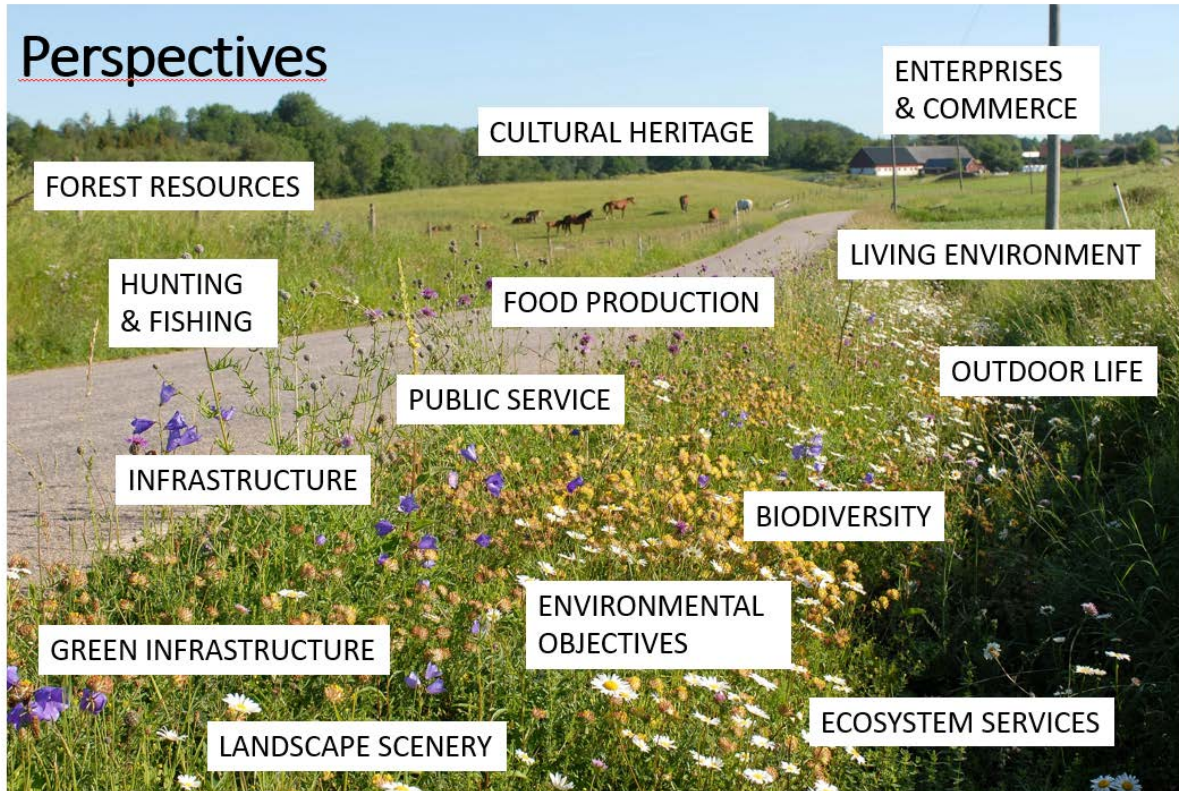 Perspectives
ENTERPRISES
& COMMERCE
CULTURAL HERITAGE
FOREST RESOURCES
LIVING ENVIRONMENT
HUNTING
& FISHING
FOOD PRODUCTION
OUTDOOR LIFE
PUBLIC SERVICE
INFRASTRUCTURE
BIODIVERSITY
ENVIRONMENTAL
OBJECTIVES
GREEN INFRASTRUCTURE
ECOSYSTEM SERVICES
LANDSCAPE SCENERY